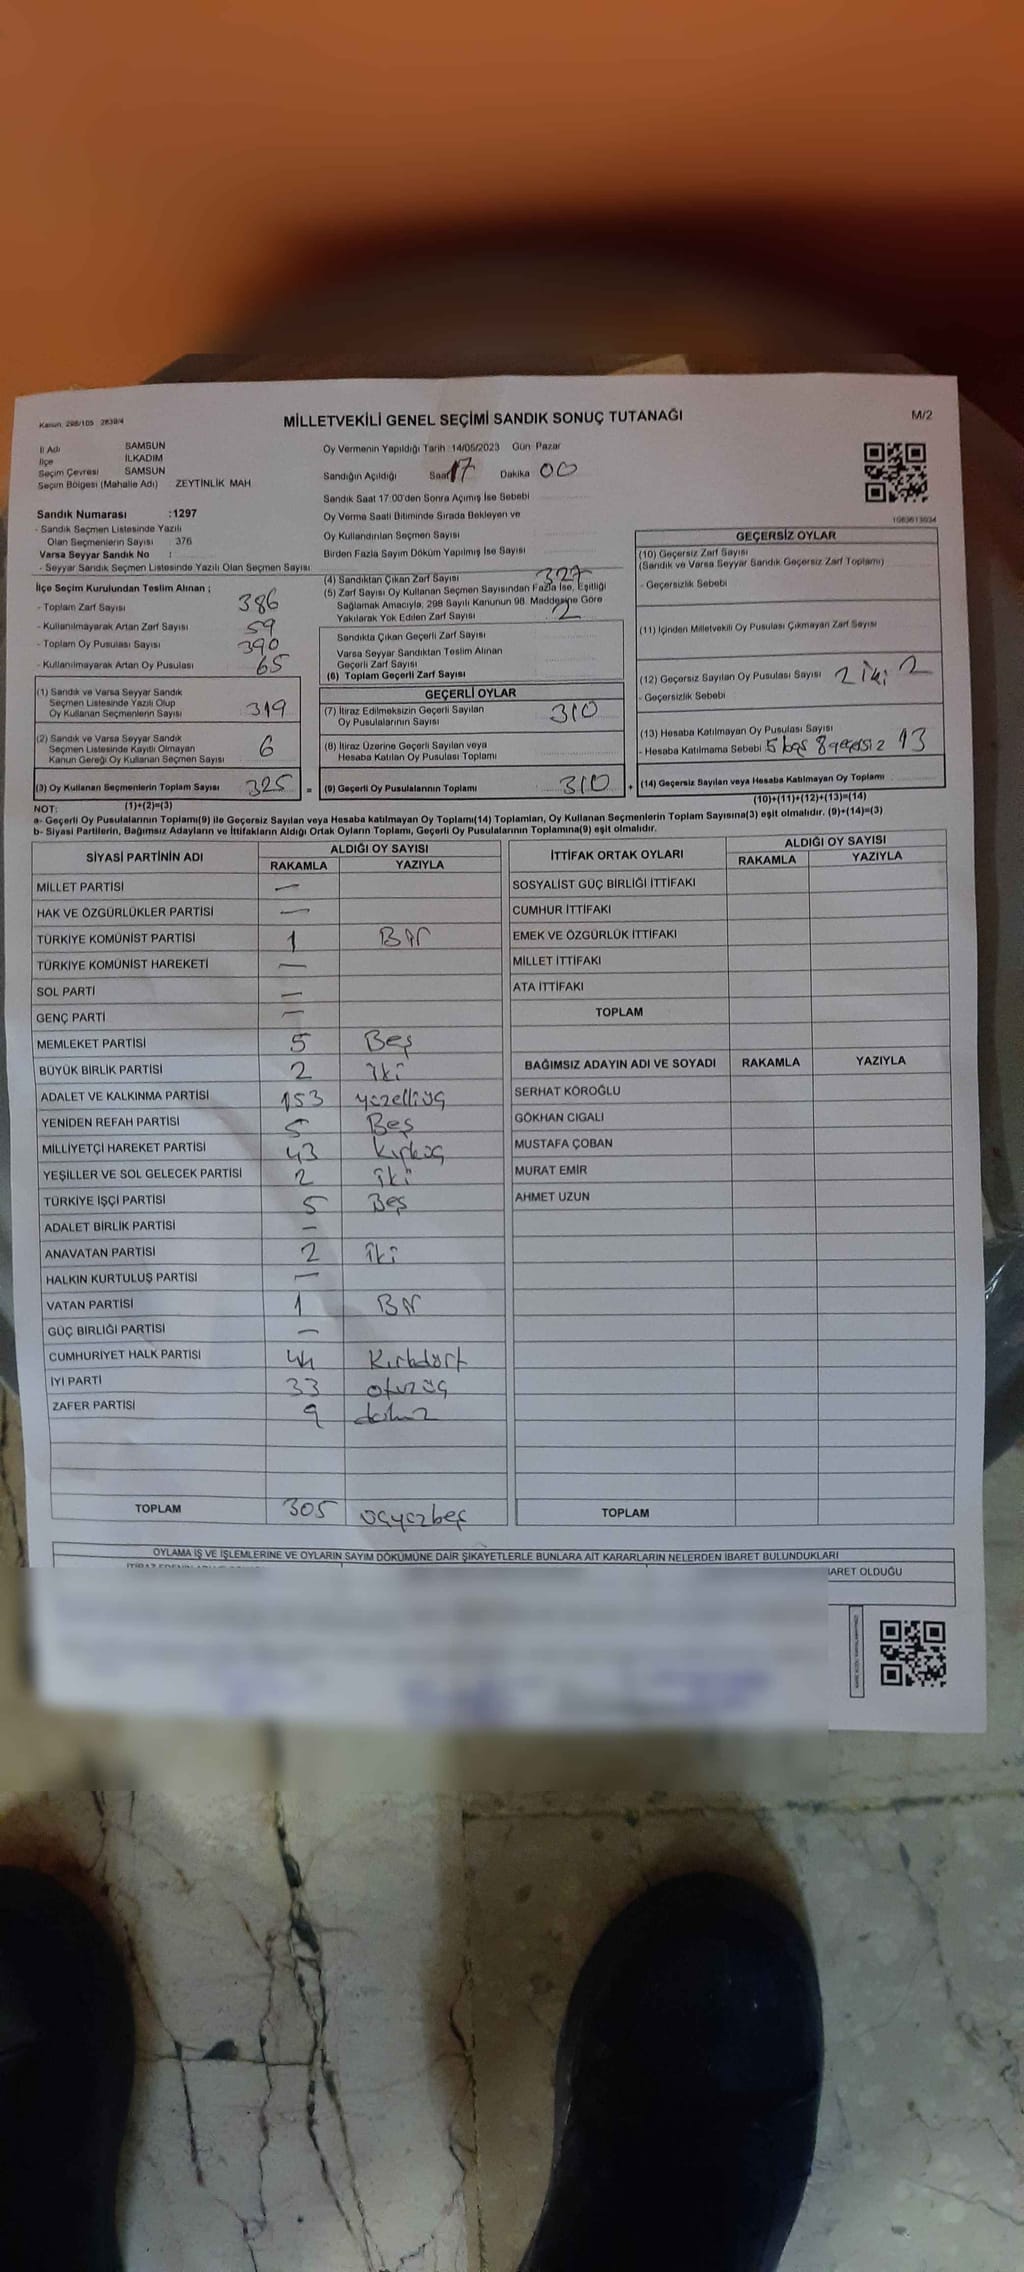 Kanun: 298/105 2839/4
MİLLETVEKİLİ GENEL SEÇİMİ SANDIK SONUÇ TUTANAĞI
M/2
İl Adı SAMSUN
İlçe İLKADIM
Seçim Çevresi SAMSUN
Seçim Bölgesi (Mahalle Adı) : ZEYTİNLİK MAH
Sandık Numarası :1297
- Sandık Seçmen Listesinde Yazılı
Olan Seçmenlerin Sayısı : 376
Varsa Seyyar Sandık No :
- Seyyar Sandık Seçmen Listesinde Yazılı Olan Seçmen Sayısı
İlçe Seçim Kurulundan Teslim Alınan ;
- Toplam Zarf Sayısı 386
- Kullanılmayarak Artan Zarf Sayısı 59
- Toplam Oy Pusulası Sayısı 390
- Kullanılmayarak Artan Oy Pusulası 65
(1) Sandık ve Varsa Seyyar Sandık
Seçmen Listesinde Yazılı Olup
Oy Kullanan Seçmenlerin Sayısı 319
(2) Sandık ve Varsa Seyyar Sandık
Seçmen Listesinde Kayıtlı Olmayan
Kanun Gereği Oy Kullanan Seçmen Sayısı 6
(3) Oy Kullanan Seçmenlerin Toplam Sayısı 325 =
Oy Vermenin Yapıldığı Tarih :14/05/2023 Gün: Pazar
Sandığın Açıldığı Saat 17 Dakika 00
Sandık Saat 17:00'den Sonra Açımış İse Sebebi
Oy Verme Saati Bitiminde Sırada Bekleyen ve
Oy Kullandırılan Seçmen Sayısı
Birden Fazla Sayım Döküm Yapılmış İse Sayısı
(4) Sandıktan Çıkan Zarf Sayısı 327
(5) Zarf Sayısı Oy Kullanan Seçmen Sayısından Fazla İse, Eşitliği
Sağlamak Amacıyla, 298 Sayılı Kanunun 98. Maddesine Göre
Yakılarak Yok Edilen Zarf Sayısı 2
Sandıkta Çıkan Geçerli Zarf Sayısı
Varsa Seyyar Sandıktan Teslim Alınan
Geçerli Zarf Sayısı
(6) Toplam Geçerli Zarf Sayısı
GEÇERLİ OYLAR
(7) İtiraz Edilmeksizin Geçerli Sayılan
Oy Pusulalarının Sayısı 310
(8) İtiraz Üzerine Geçerli Sayılan veya
Hesaba Katılan Oy Pusulası Toplamı
(9) Geçerli Oy Pusulalarının Toplamı 310 +
1083613034
GEÇERSİZ OYLAR
(10) Geçersiz Zarf Sayısı
(Sandık ve Varsa Seyyar Sandık Geçersiz Zarf Toplamı)
- Geçersizlik Sebebi
(11) İçinden Milletvekili Oy Pusulası Çıkmayan Zarf Sayısı
(12) Geçersiz Sayılan Oy Pusulası Sayısı 2 iki 2
- Geçersizlik Sebebi
(13) Hesaba Katılmayan Oy Pusulası Sayısı
- Hesaba Katılmama Sebebi 5 boş 8 geçersiz 13
(14) Geçersiz Sayılan veya Hesaba Katılmayan Oy Toplamı
NOT: (1)+(2)=(3) (10)+(11)+(12)+(13)=(14)
a- Geçerli Oy Pusulalarının Toplamı(9) ile Geçersiz Sayılan veya Hesaba katılmayan Oy Toplamı(14) Toplamları, Oy Kullanan Seçmenlerin Toplam Sayısına(3) eşit olmalıdır. (9)+(14)=(3)
b- Siyasi Partilerin, Bağımsız Adayların ve İttifakların Aldığı Ortak Oyların Toplamı, Geçerli Oy Pusulalarının Toplamına(9) eşit olmalıdır.
SİYASİ PARTİNİN ADI ALDIĞI OY SAYISI
RAKAMLA YAZIYLA
MİLLET PARTİSİ —
HAK VE ÖZGÜRLÜKLER PARTİSİ —
TÜRKİYE KOMÜNİST PARTİSİ 1 Bir
TÜRKİYE KOMÜNİST HAREKETİ —
SOL PARTİ —
GENÇ PARTİ —
MEMLEKET PARTİSİ 5 Beş
BÜYÜK BİRLİK PARTİSİ 2 iki
ADALET VE KALKINMA PARTİSİ 153 yüzelliüç
YENİDEN REFAH PARTİSİ 5 Beş
MİLLİYETÇİ HAREKET PARTİSİ 43 Kırküç
YEŞİLLER VE SOL GELECEK PARTİSİ 2 iki
TÜRKİYE İŞÇİ PARTİSİ 5 Beş
ADALET BİRLİK PARTİSİ —
ANAVATAN PARTİSİ 2 iki
HALKIN KURTULUŞ PARTİSİ —
VATAN PARTİSİ 1 Bir
GÜÇ BİRLİĞİ PARTİSİ —
CUMHURİYET HALK PARTİSİ 44 Kırkdört
İYİ PARTİ 33 otuzüç
ZAFER PARTİSİ 9 dokuz
TOPLAM 305 üçyüzbeş
İTTİFAK ORTAK OYLARI ALDIĞI OY SAYISI
RAKAMLA YAZIYLA
SOSYALİST GÜÇ BİRLİĞİ İTTİFAKI
CUMHUR İTTİFAKI
EMEK VE ÖZGÜRLÜK İTTİFAKI
MİLLET İTTİFAKI
ATA İTTİFAKI
TOPLAM
BAĞIMSIZ ADAYIN ADI VE SOYADI RAKAMLA YAZIYLA
SERHAT KÖROĞLU
GÖKHAN CIGALI
MUSTAFA ÇOBAN
MURAT EMİR
AHMET UZUN
TOPLAM
OYLAMA İŞ VE İŞLEMLERİNE VE OYLARIN SAYIM DÖKÜMÜNE DAİR ŞİKAYETLERLE BUNLARA AİT KARARLARIN NELERDEN İBARET BULUNDUKLARI
İBARET OLDUĞU